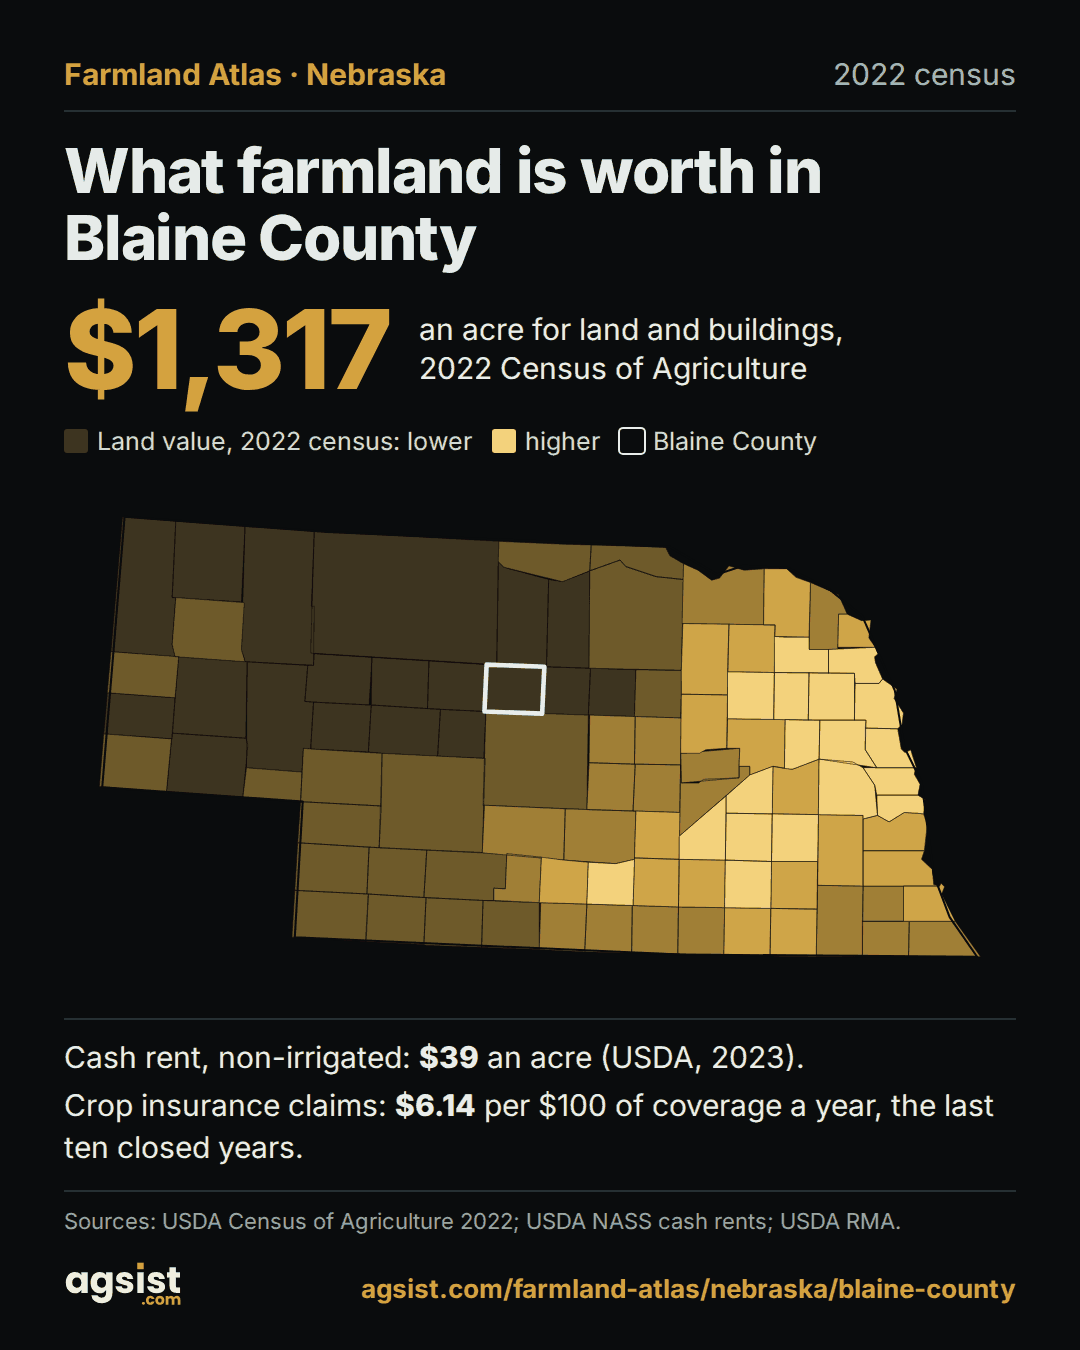 Farmland Atlas · Nebraska
2022 census
What farmland is worth in
Blaine County
$1,317
an acre for land and buildings,
2022 Census of Agriculture
Land value, 2022 census: lower
higher
Blaine County
Cash rent, non-irrigated: $39 an acre (USDA, 2023).
Crop insurance claims: $6.14 per $100 of coverage a year, the last
ten closed years.
Sources: USDA Census of Agriculture 2022; USDA NASS cash rents; USDA RMA.
agsist
.com
agsist.com/farmland-atlas/nebraska/blaine-county